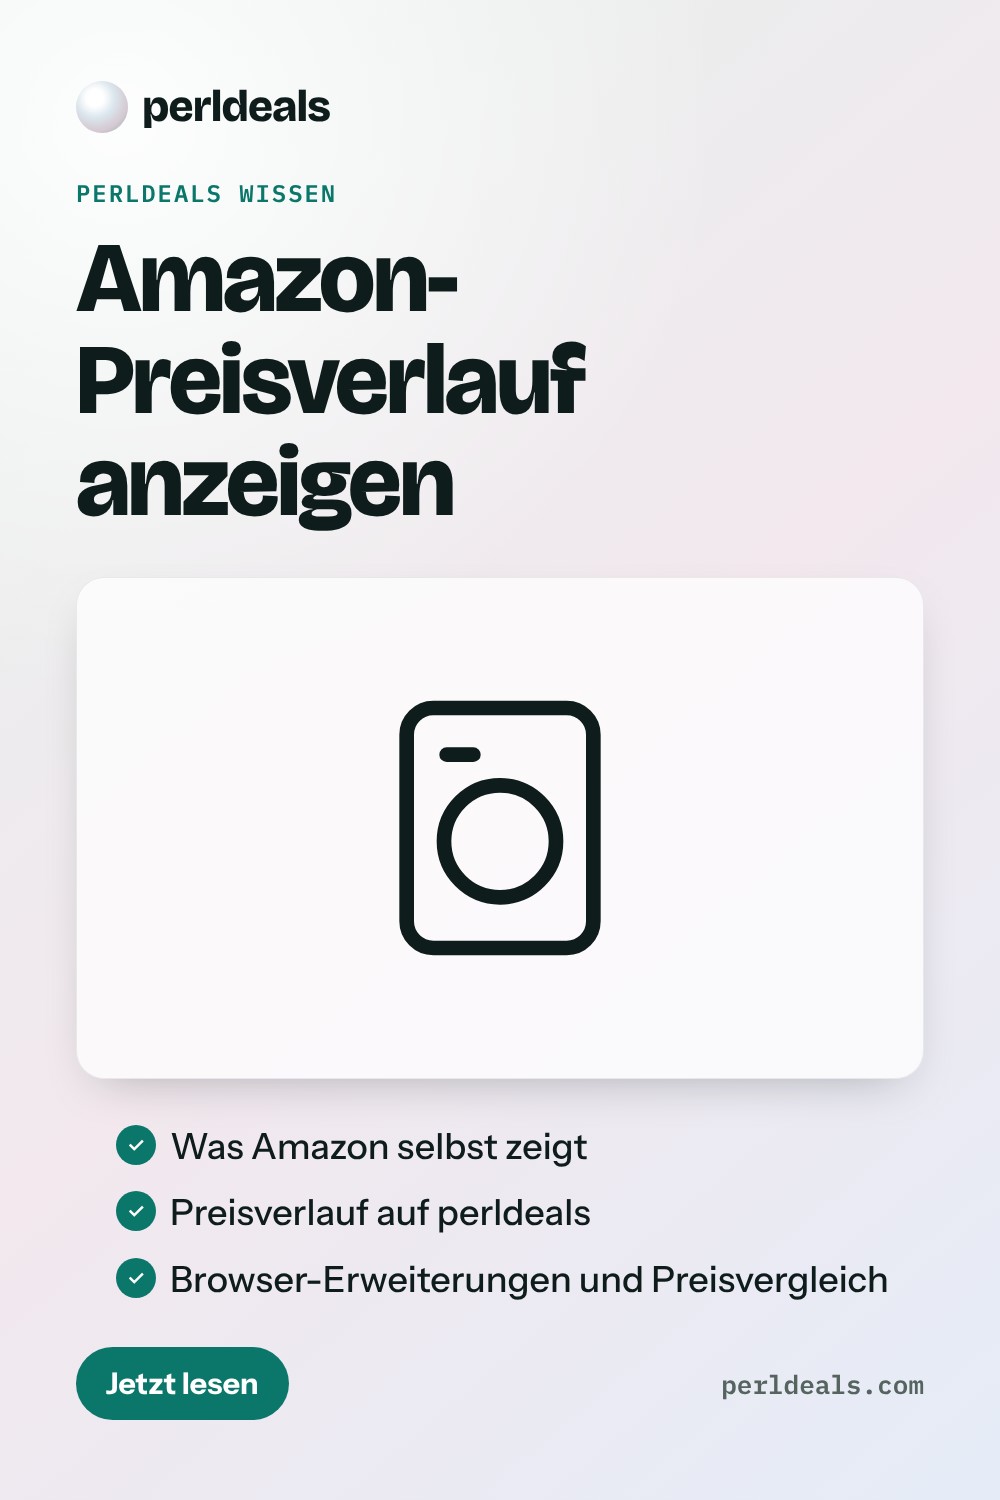 perldeals
PERLDEALS WISSEN
Amazon-
Preisverlauf
anzeigen
Was Amazon selbst zeigt
Preisverlauf auf perldeals
Browser-Erweiterungen und Preisvergleich
Jetzt lesen
perldeals.com